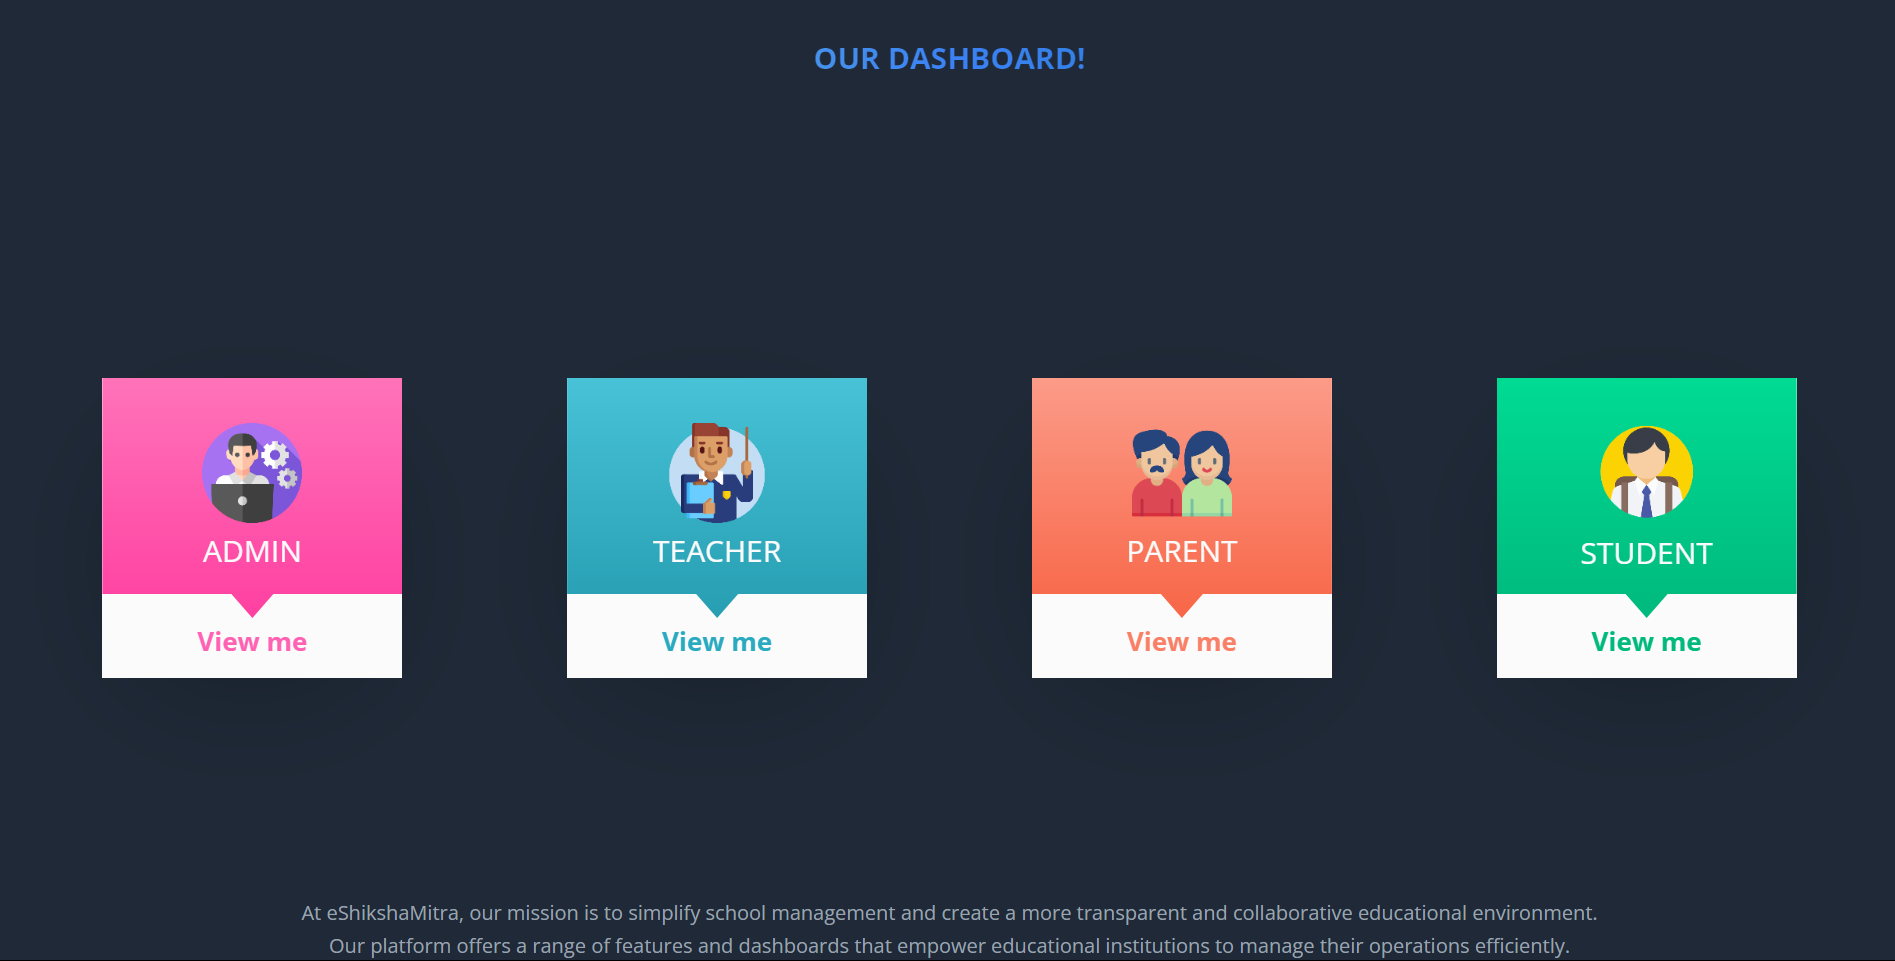 OUR DASHBOARD!
ADMIN
TEACHER
PARENT
STUDENT
View me
View me
View me
View me
At eShikshaMitra, our mission is to simplify school management and create a more transparent and collaborative educational environment.
Our platform offers a range of features and dashboards that empower educational institutions to manage their operations efficiently.